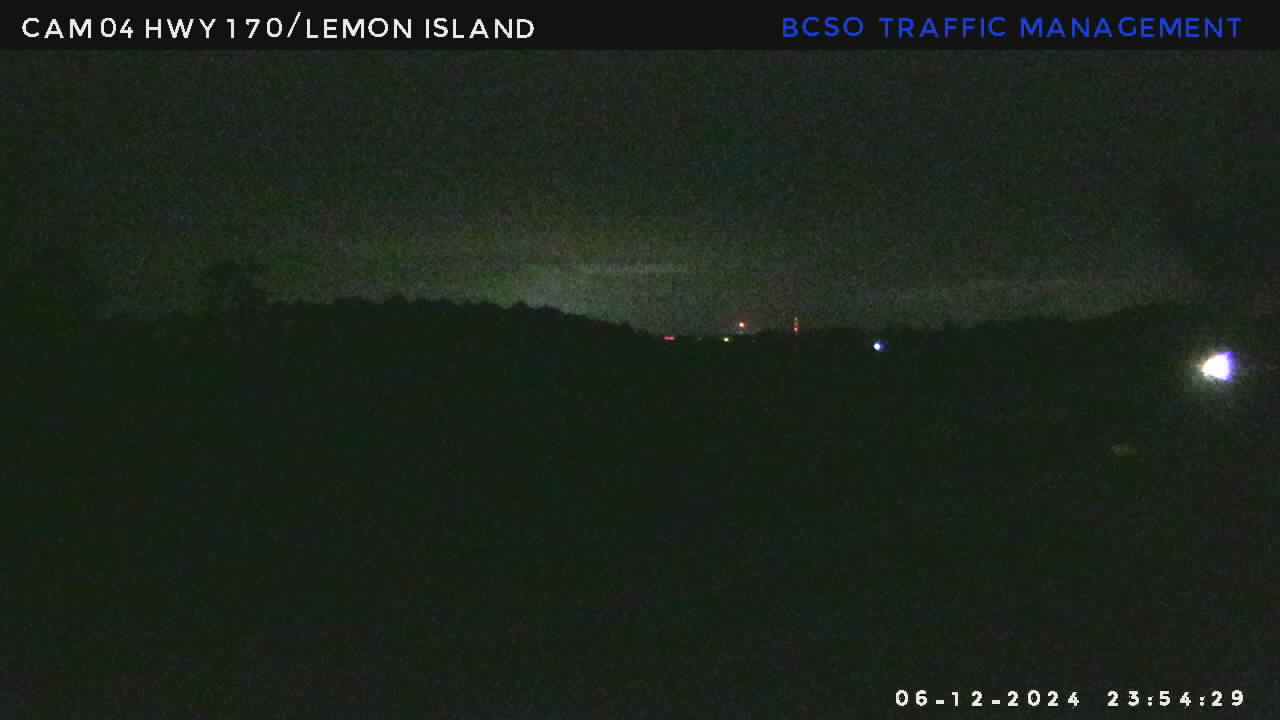 CAM04 HWY 170/LEMON ISLAND
BCSO TRAFFIC MANAGEMENT
06-12-2024 23:54:29